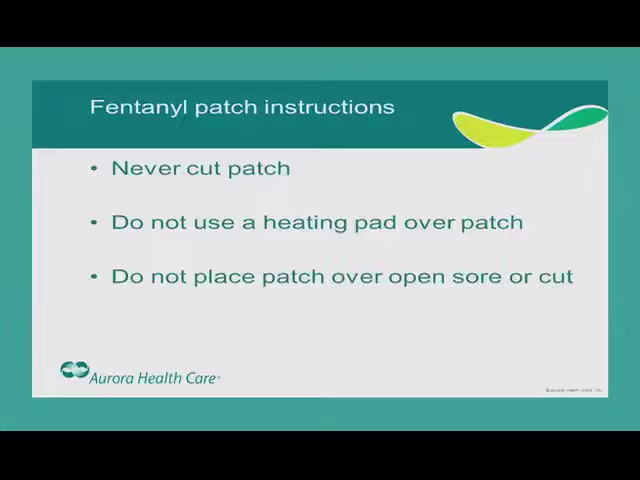 Fentanyl patch instructions
• Never cut patch
• Do not use a heating pad over patch
• Do not place patch over open sore or cut
Aurora Health Care